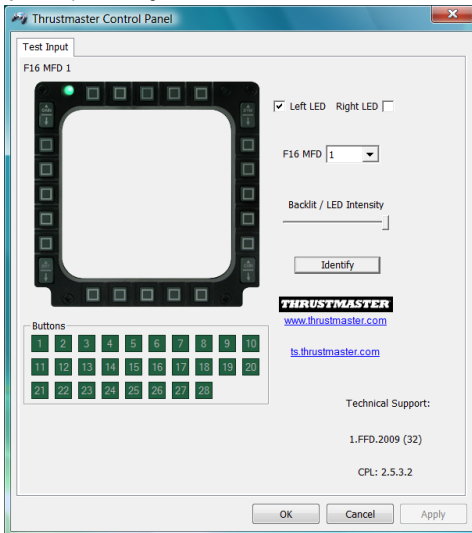 Thrustmaster Control Panel
Test Input
F16 MFD 1
Left LED Right LED
F16 MFD 1
Backlit / LED Intensity
Identify
THRUSTMASTER
www.thrustmaster.com
ts.thrustmaster.com
Buttons
1 2 3 4 5 6 7 8 9 10
11 12 13 14 15 16 17 18 19 20
21 22 23 24 25 26 27 28
Technical Support:
1.FFD.2009 (32)
CPL: 2.5.3.2
OK Cancel Apply